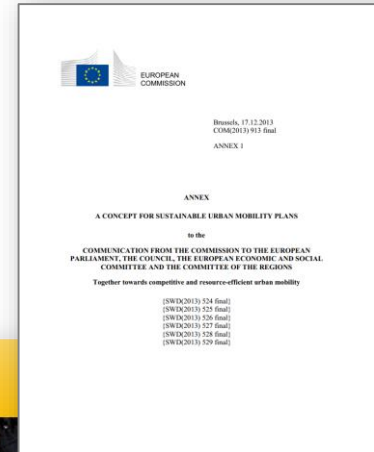 EUROPEAN
COMMISSION
Brussels, 17.12.2013
COM(2013) 913 final
ANNEX 1
ANNEX
A CONCEPT FOR SUSTAINABLE URBAN MOBILITY PLANS
to the
COMMUNICATION FROM THE COMMISSION TO THE EUROPEAN
PARLIAMENT, THE COUNCIL, THE EUROPEAN ECONOMIC AND SOCIAL
COMMITTEE AND THE COMMITTEE OF THE REGIONS
Together towards competitive and resource-efficient urban mobility
{SWD(2013) 524 final}
{SWD(2013) 525 final}
{SWD(2013) 526 final}
{SWD(2013) 527 final}
{SWD(2013) 528 final}
{SWD(2013) 529 final}